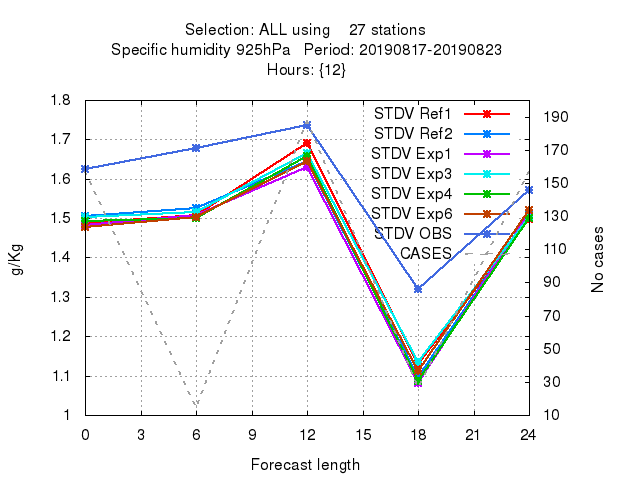 Selection: ALL using 27 stations
Specific humidity 925hPa Period: 20190817-20190823
Hours: {12}
1.8
1.7
1.6
1.5
1.4
1.3
1.2
1.1
1
g/Kg
STDV Ref1
STDV Ref2
STDV Exp1
STDV Exp3
STDV Exp4
STDV Exp6
STDV OBS
CASES
190
170
150
130
110
90
70
50
30
10
No cases
0 3 6 9 12 15 18 21 24
Forecast length